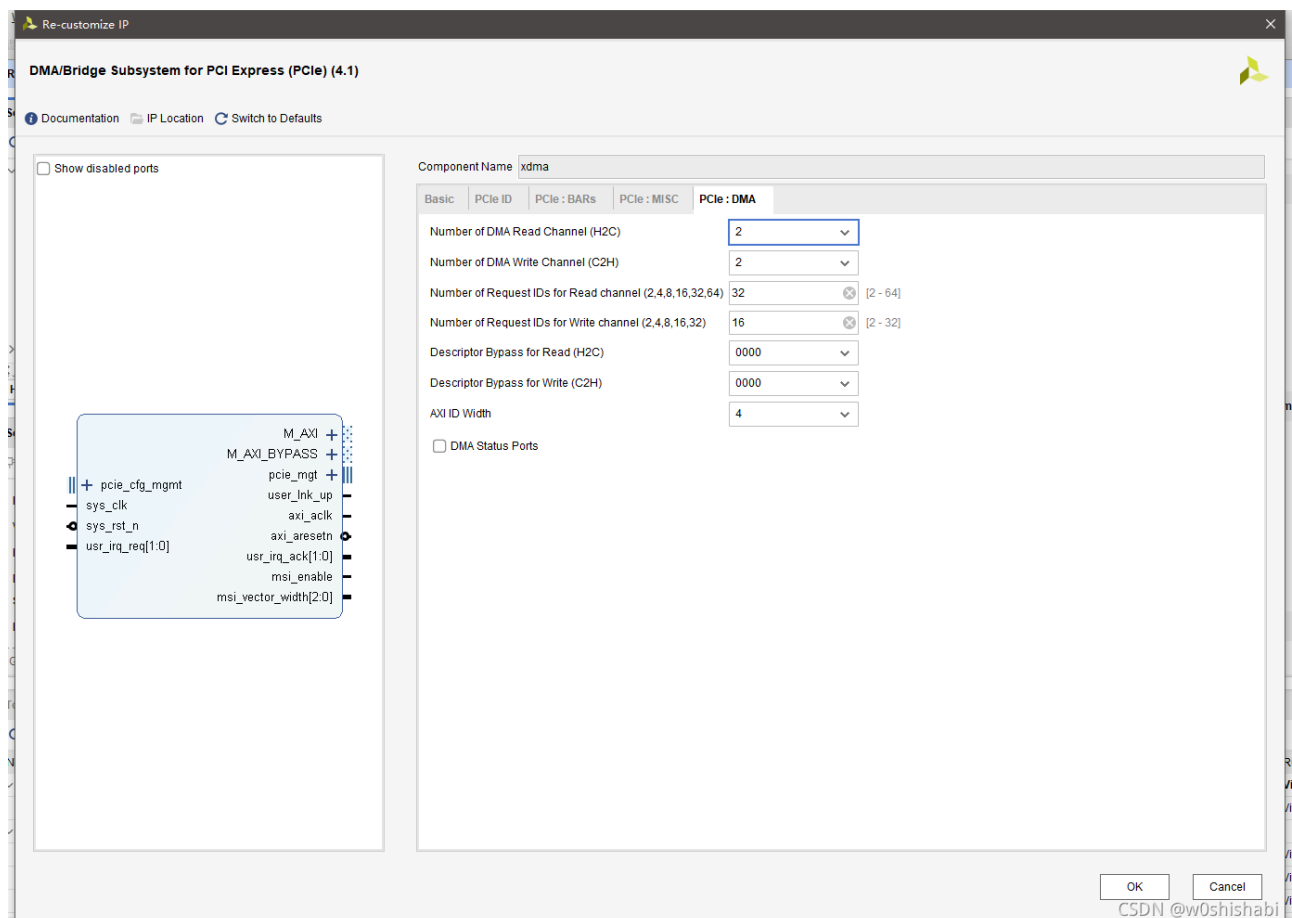 Re-customize IP
DMA/Bridge Subsystem for PCI Express (PCIe) (4.1)
Documentation IP Location Switch to Defaults
Show disabled ports
Component Name xdma
Basic PCIe ID PCIe : BARs PCIe : MISC PCIe : DMA
Number of DMA Read Channel (H2C) 2
Number of DMA Write Channel (C2H) 2
Number of Request IDs for Read channel (2,4,8,16,32,64) 32 [2 - 64]
Number of Request IDs for Write channel (2,4,8,16,32) 16 [2 - 32]
Descriptor Bypass for Read (H2C) 0000
Descriptor Bypass for Write (C2H) 0000
AXI ID Width 4
DMA Status Ports
M_AXI
M_AXI_BYPASS
pcie_mgt
pcie_cfg_mgmt
user_lnk_up
sys_clk
axi_aclk
sys_rst_n
axi_aresetn
usr_irq_req[1:0]
usr_irq_ack[1:0]
msi_enable
msi_vector_width[2:0]
OK Cancel
CSDN @w0shishabi